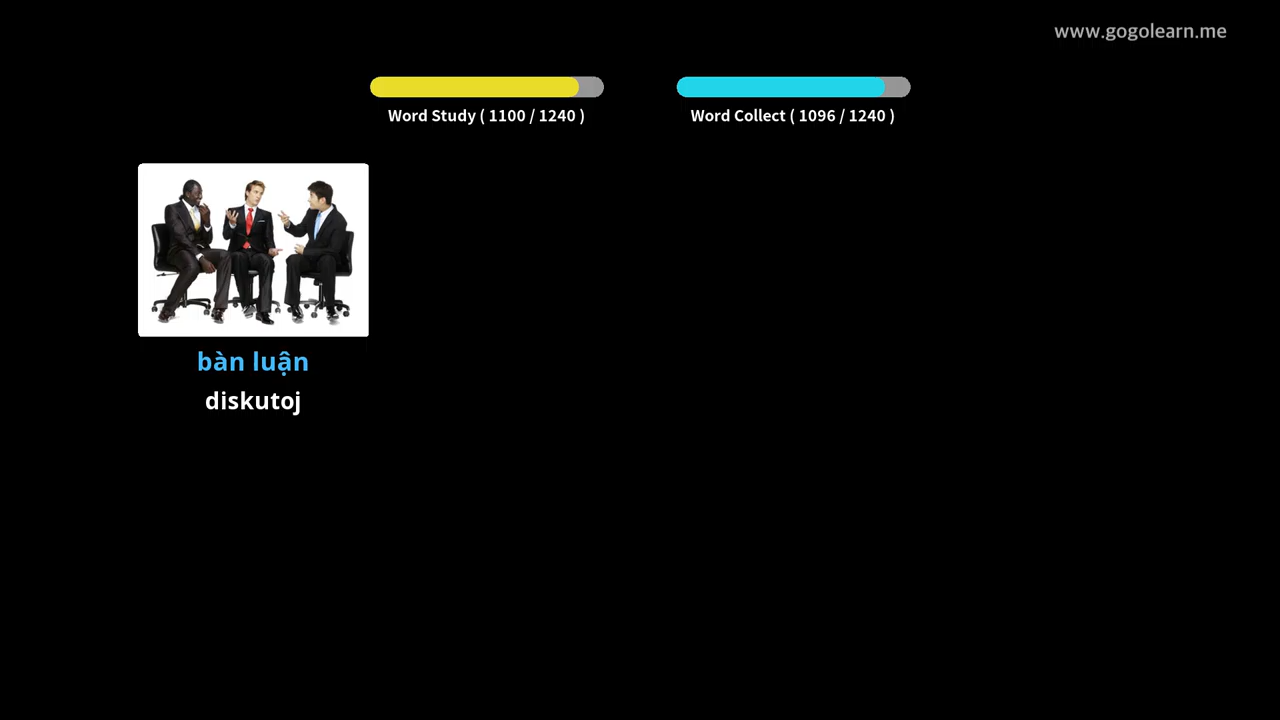 www.gogolearn.me
Word Study ( 1100 / 1240 )
Word Collect ( 1096 / 1240 )
bàn luận
diskutoj